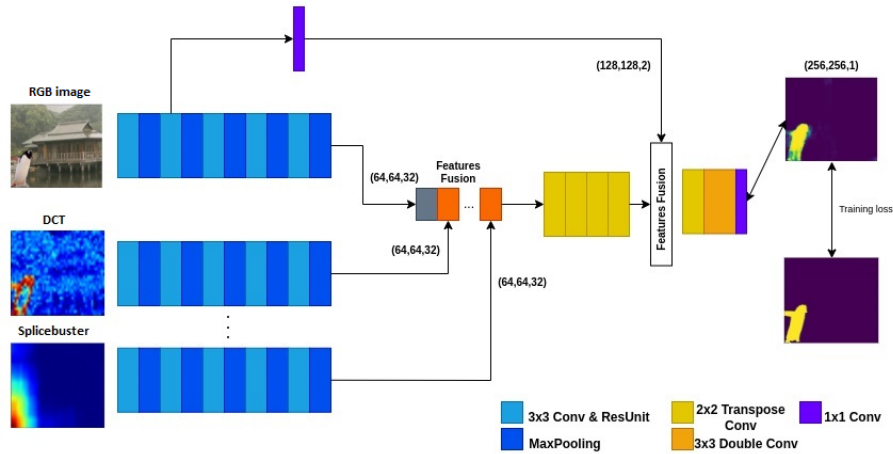 (128,128,2)
(256,256,1)
RGB image
Features
Fusion
(64,64,32)
...
Features Fusion
DCT
(64,64,32)
Training loss
(64,64,32)
Splicebuster
3x3 Conv & ResUnit
2x2 Transpose
Conv
1x1 Conv
MaxPooling
3x3 Double Conv